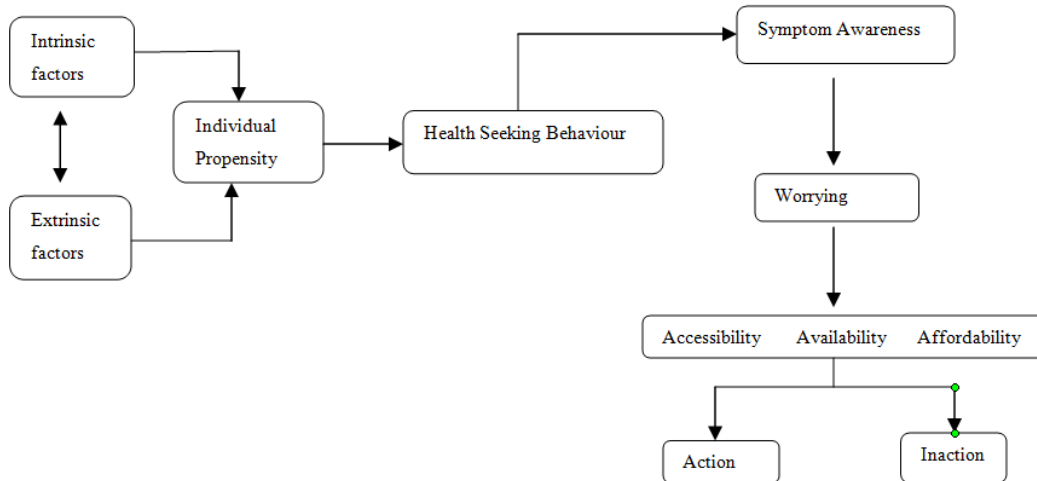 Intrinsic
factors
Extrinsic
factors
Individual
Propensity
Health Seeking Behaviour
Symptom Awareness
Worrying
Accessibility Availability Affordability
Action
Inaction